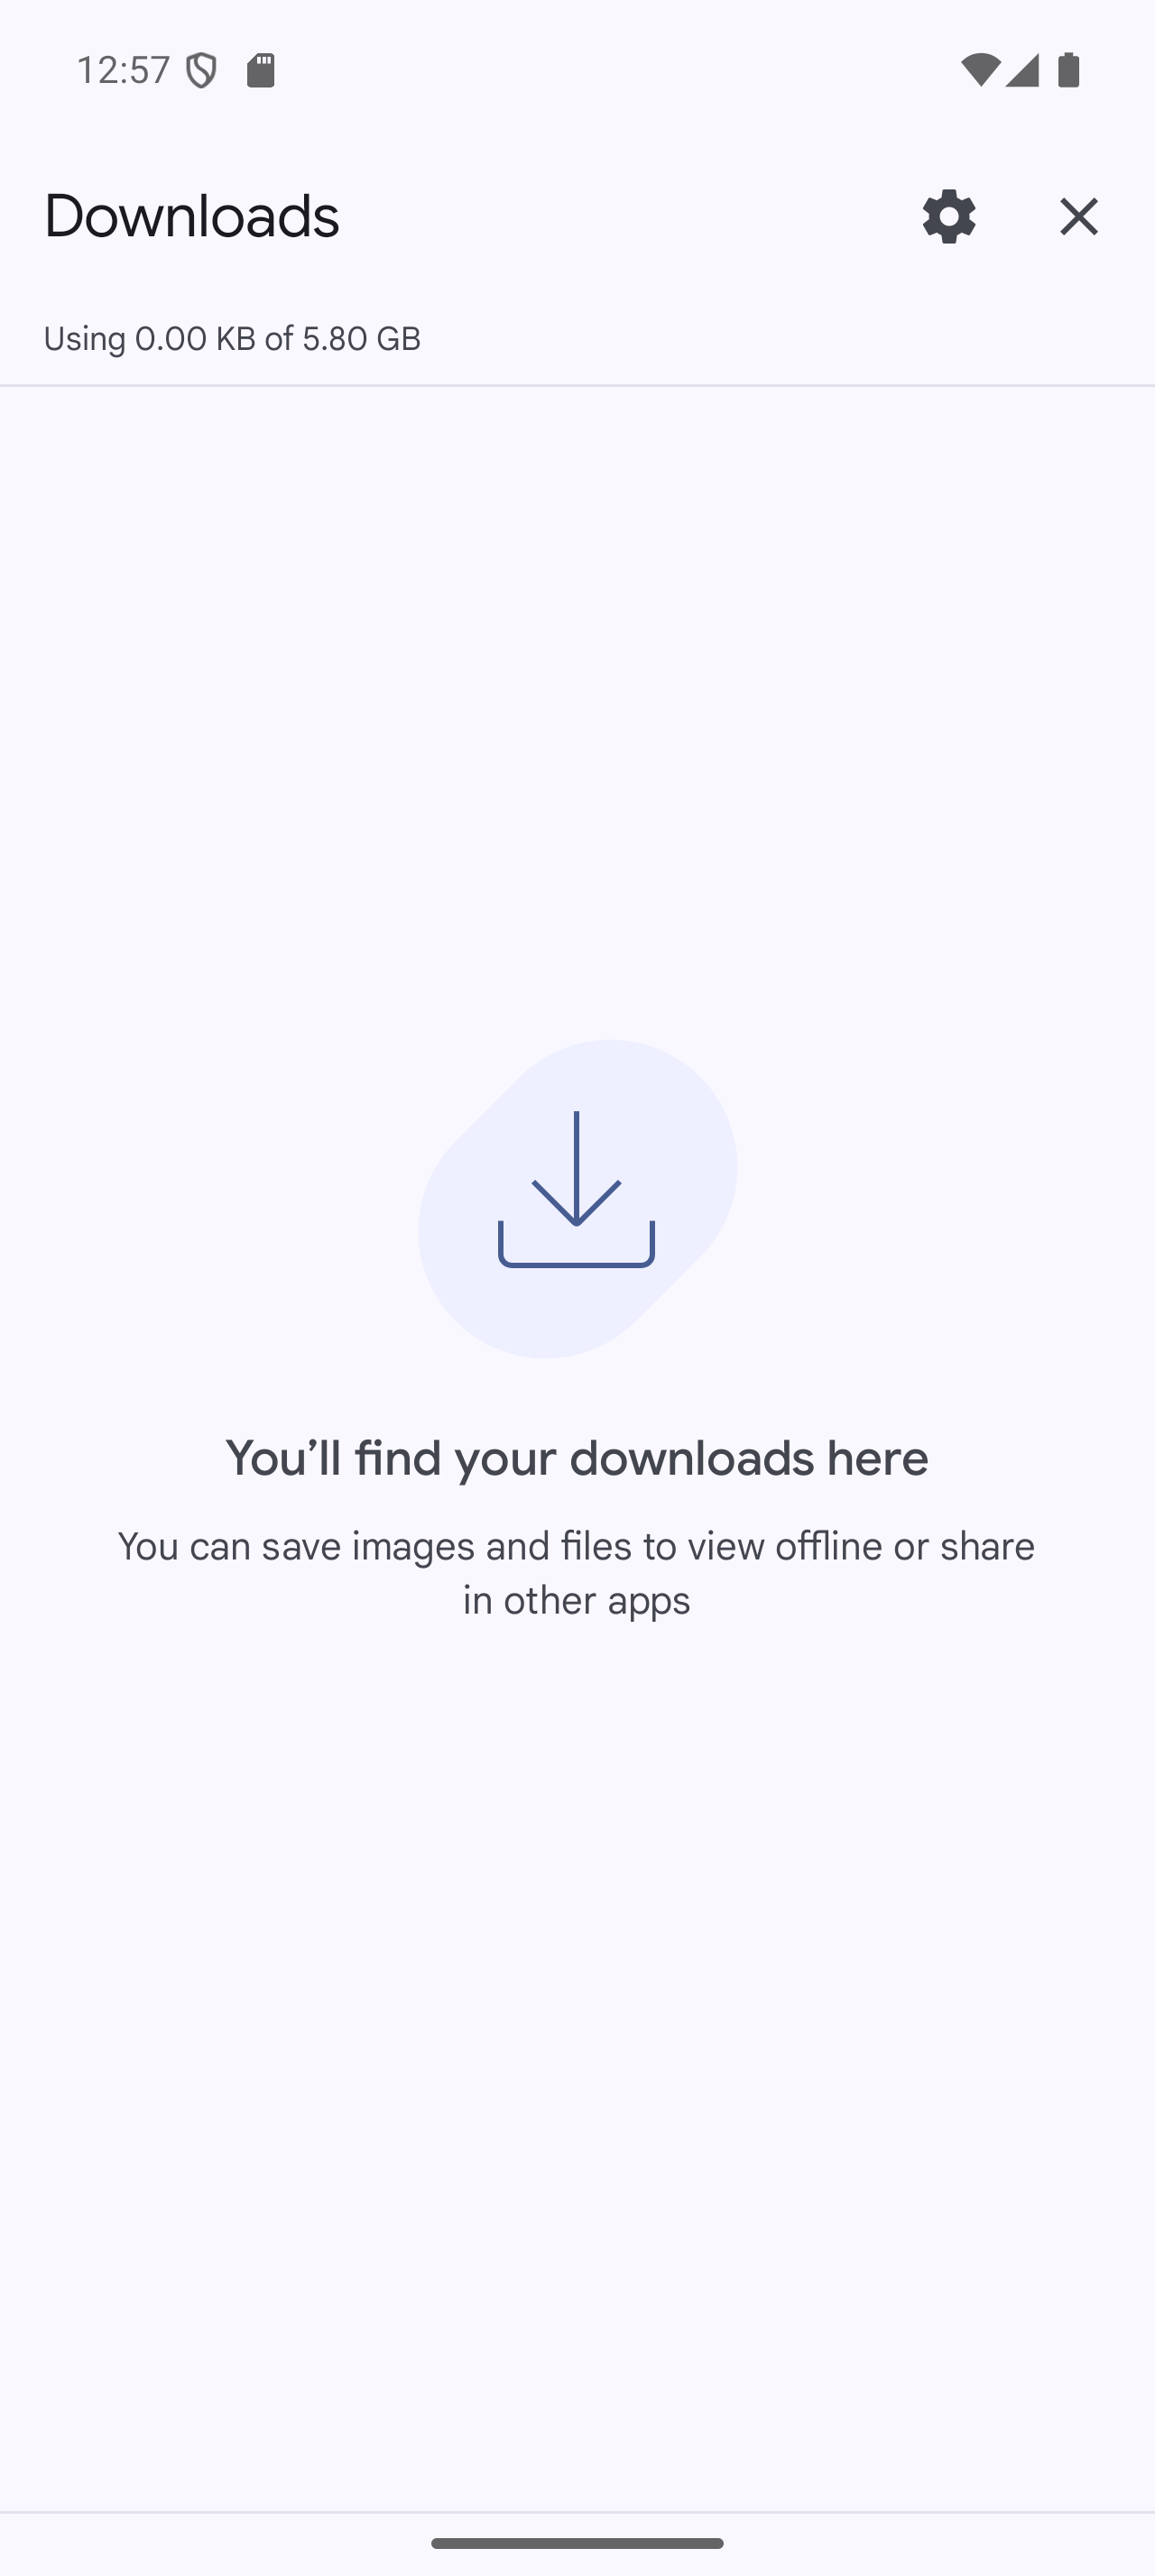 12:57
Downloads
Using 0.00 KB of 5.80 GB
You’ll find your downloads here
You can save images and files to view offline or share
in other apps